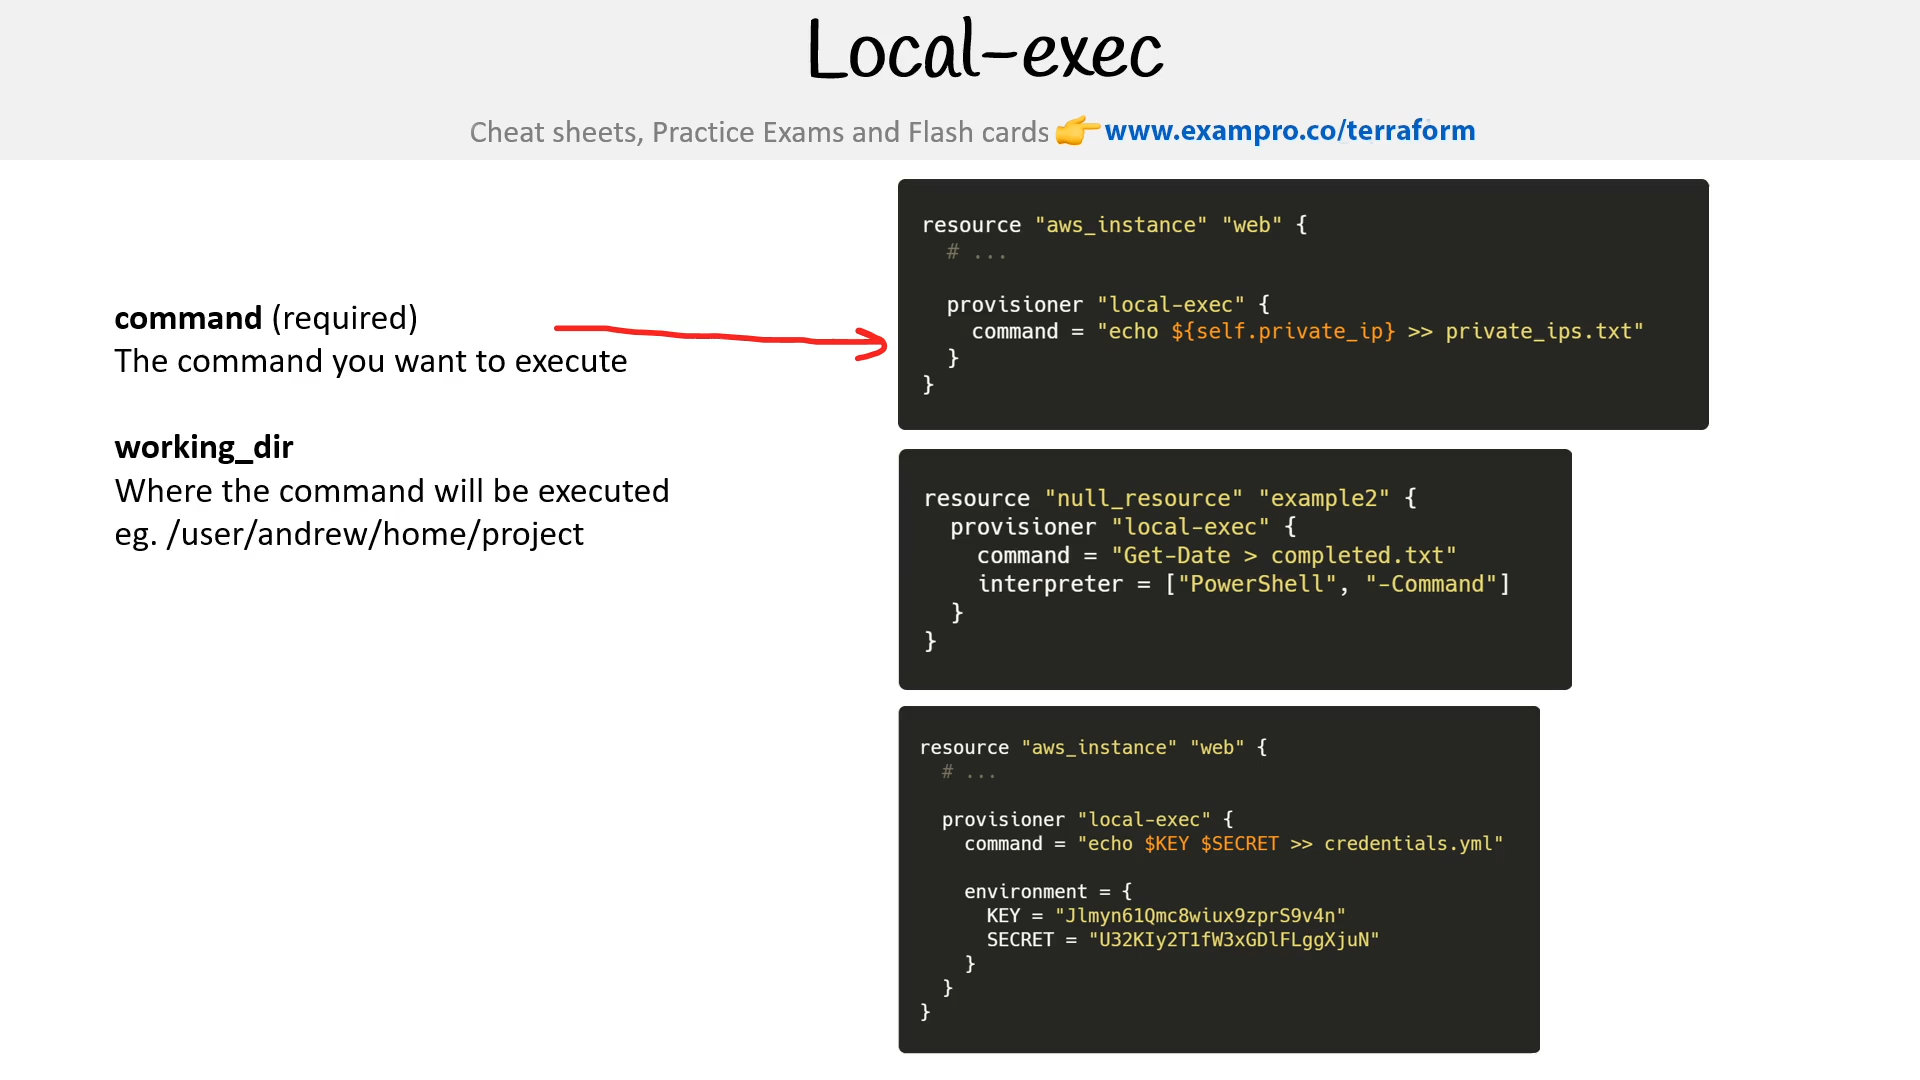 Local-exec
Cheat sheets, Practice Exams and Flash cards 👉 www.exampro.co/terraform
command (required)
The command you want to execute
working_dir
Where the command will be executed
eg. /user/andrew/home/project
resource "aws_instance" "web" {
  # ...
  provisioner "local-exec" {
    command = "echo ${self.private_ip} >> private_ips.txt"
  }
}
resource "null_resource" "example2" {
  provisioner "local-exec" {
    command = "Get-Date > completed.txt"
    interpreter = ["PowerShell", "-Command"]
  }
}
resource "aws_instance" "web" {
  # ...
  provisioner "local-exec" {
    command = "echo $KEY $SECRET >> credentials.yml"
    environment = {
      KEY = "Jlmyn61Qmc8wiux9zprS9v4n"
      SECRET = "U32KIy2T1fW3xGDlFLggXjuN"
    }
  }
}